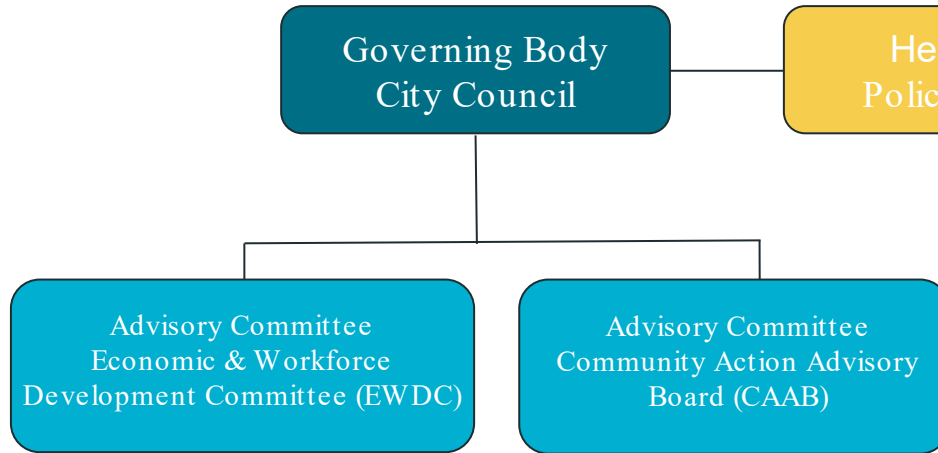 Governing Body
City Council
Advisory Committee
Economic & Workforce
Development Committee (EWDC)
Advisory Committee
Community Action Advisory
Board (CAAB)